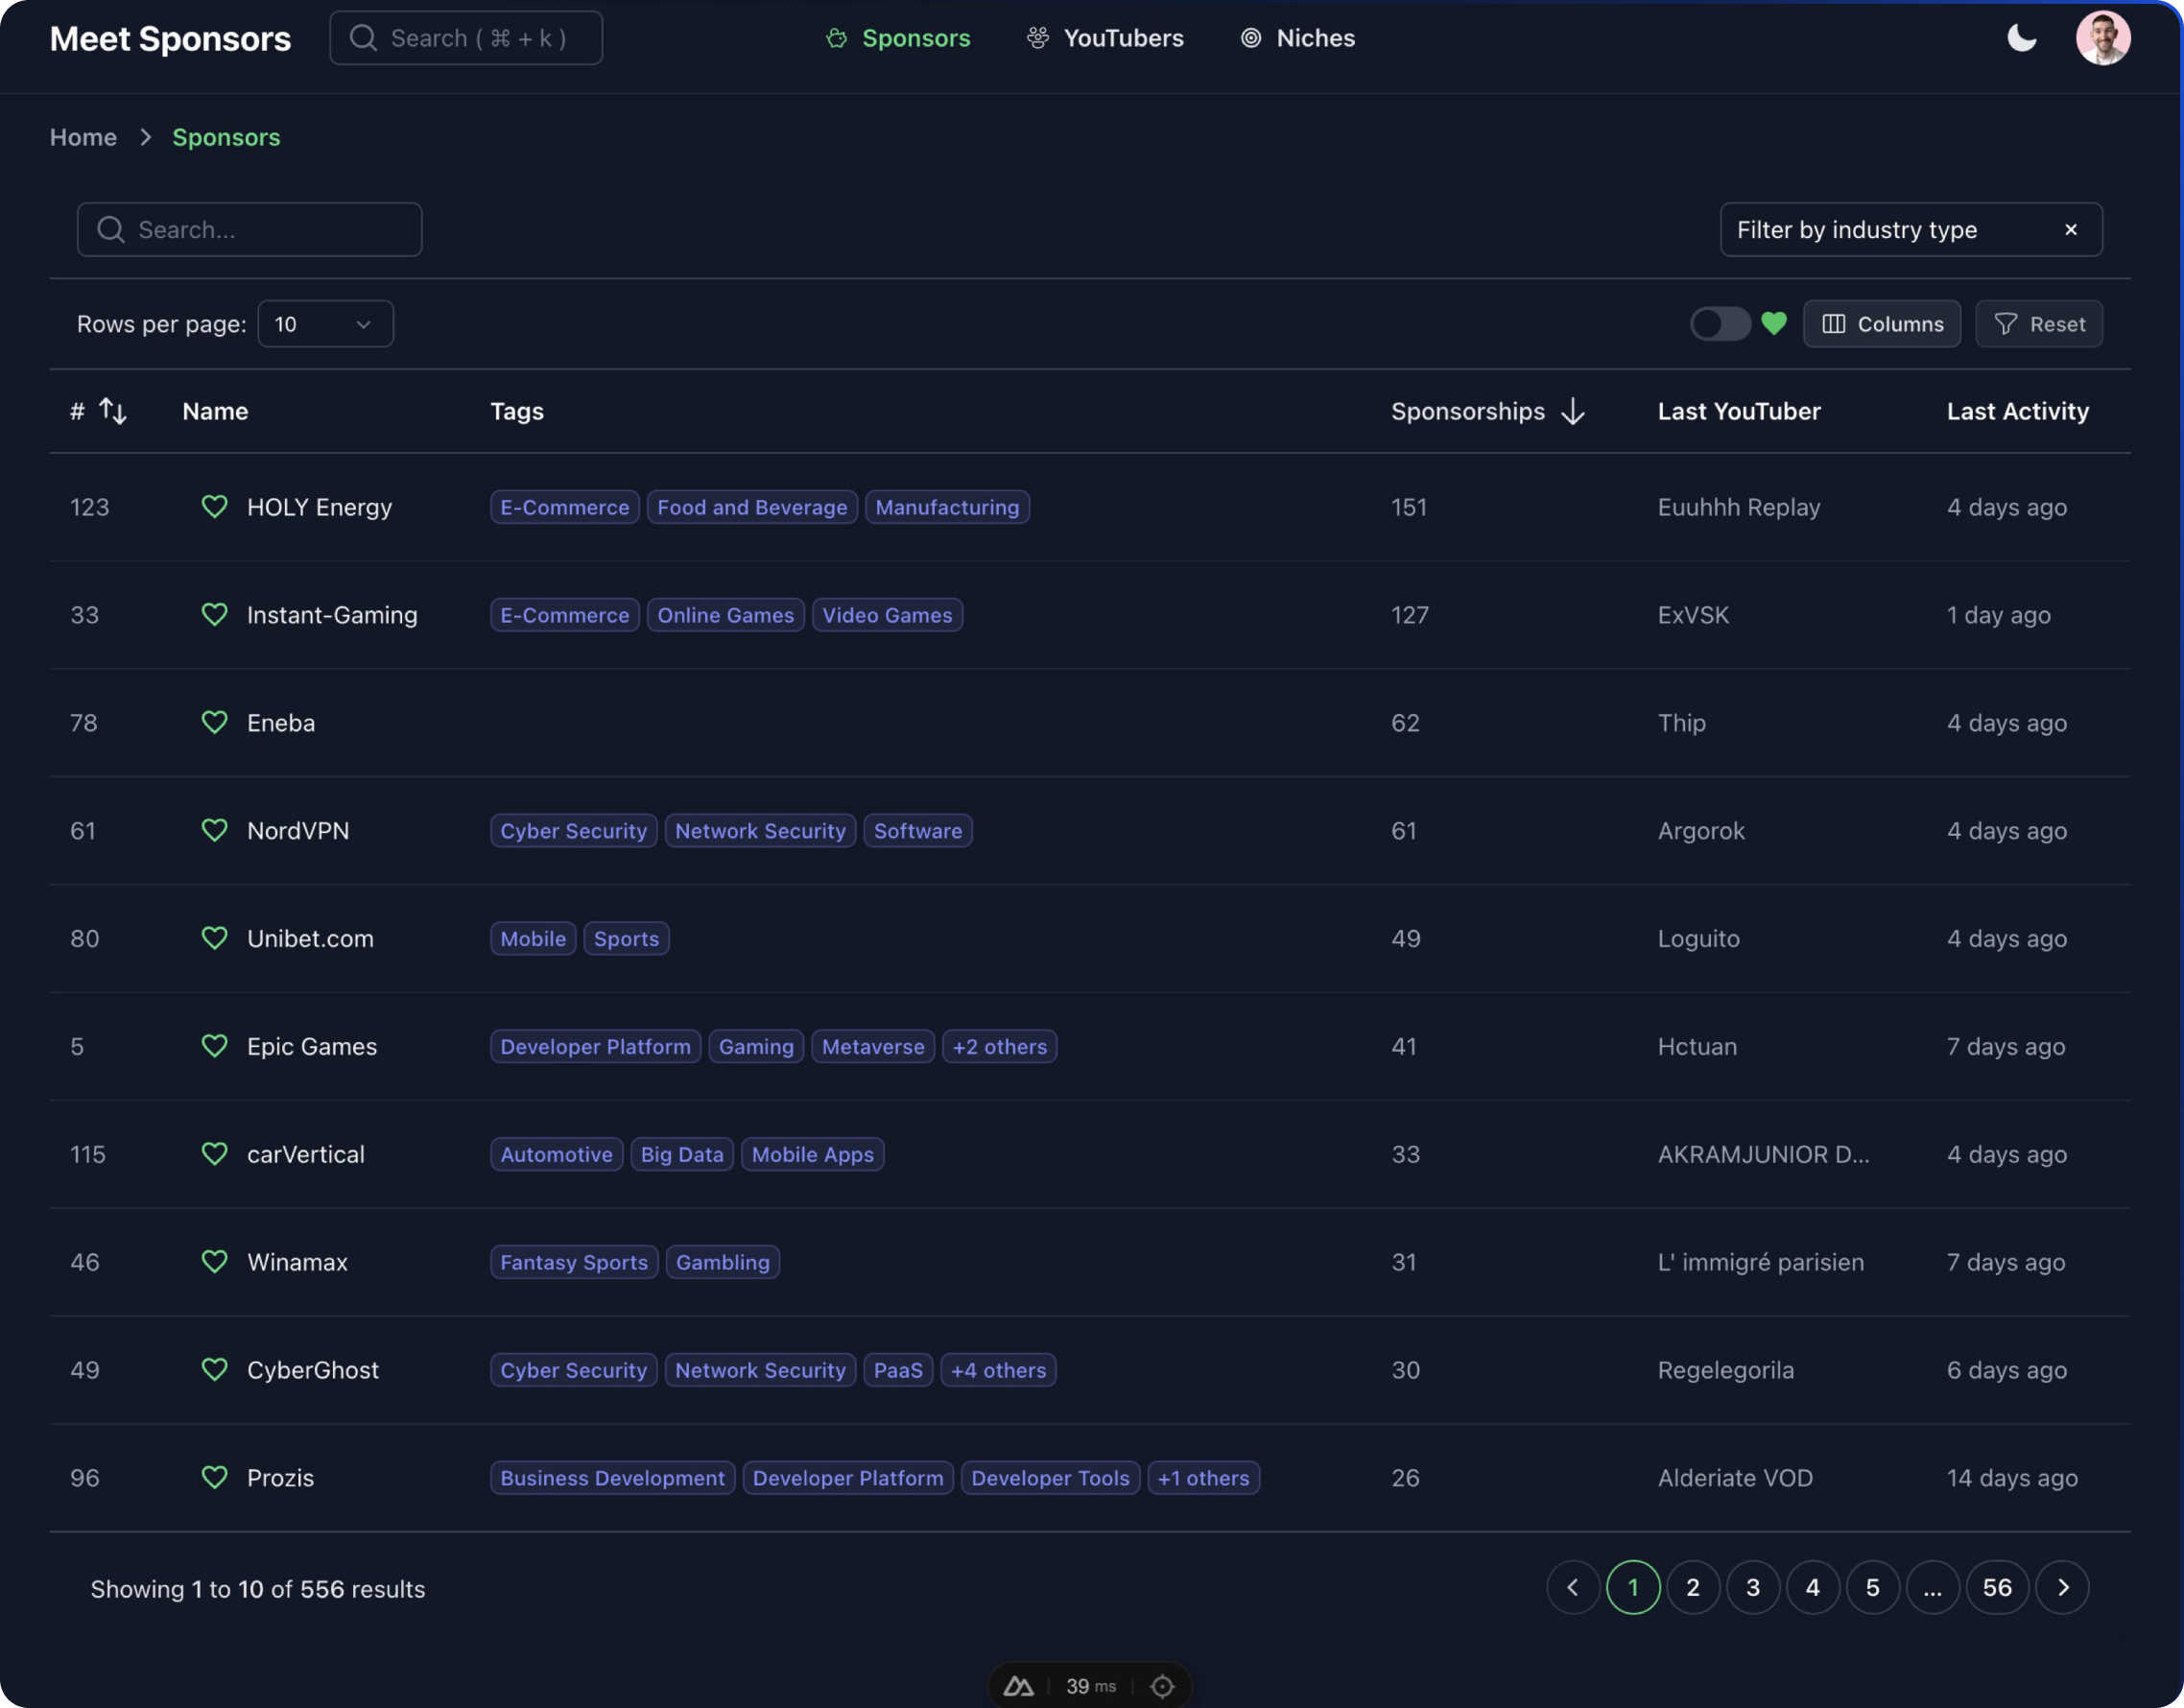 Meet Sponsors Search ( ⌘ + k ) Sponsors YouTubers Niches
Home > Sponsors
Search... Filter by industry type ×
Rows per page: 10 Columns Reset
# Name Tags Sponsorships Last YouTuber Last Activity
123 HOLY Energy E-Commerce Food and Beverage Manufacturing 151 Euuhhh Replay 4 days ago
33 Instant-Gaming E-Commerce Online Games Video Games 127 ExVSK 1 day ago
78 Eneba 62 Thip 4 days ago
61 NordVPN Cyber Security Network Security Software 61 Argorok 4 days ago
80 Unibet.com Mobile Sports 49 Loguito 4 days ago
5 Epic Games Developer Platform Gaming Metaverse +2 others 41 Hctuan 7 days ago
115 carVertical Automotive Big Data Mobile Apps 33 AKRAMJUNIOR D... 4 days ago
46 Winamax Fantasy Sports Gambling 31 L' immigré parisien 7 days ago
49 CyberGhost Cyber Security Network Security PaaS +4 others 30 Regelegorila 6 days ago
96 Prozis Business Development Developer Platform Developer Tools +1 others 26 Alderiate VOD 14 days ago
Showing 1 to 10 of 556 results 1 2 3 4 5 ... 56
39 ms